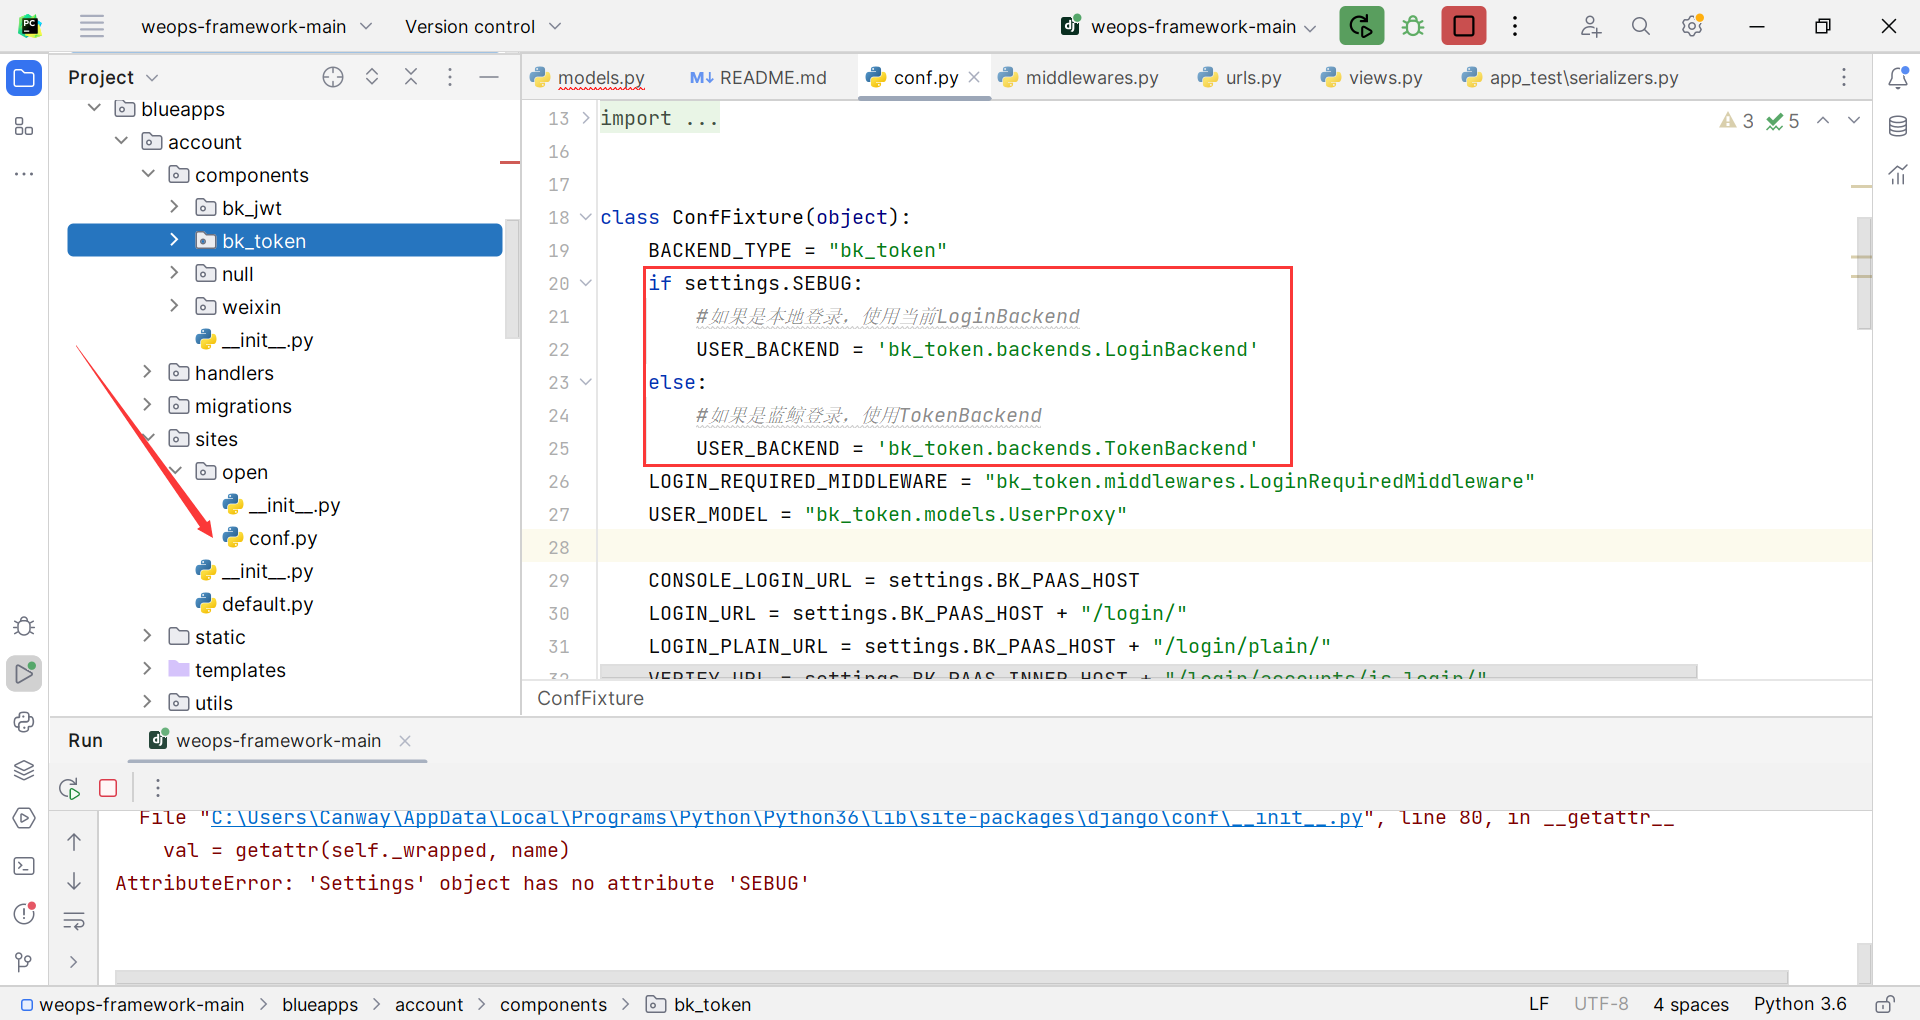 weops-framework-main
Version control
weops-framework-main
Project
blueapps
account
components
bk_jwt
bk_token
null
weixin
__init__.py
handlers
migrations
sites
open
__init__.py
conf.py
__init__.py
default.py
static
templates
utils
models.py
M↓ README.md
conf.py
middlewares.py
urls.py
views.py
app_test\serializers.py
3 5
13 import ...
16
17
18 class ConfFixture(object):
19 BACKEND_TYPE = "bk_token"
20 if settings.SEBUG:
21 #如果是本地登录，使用当前LoginBackend
22 USER_BACKEND = 'bk_token.backends.LoginBackend'
23 else:
24 #如果是蓝鲸登录，使用TokenBackend
25 USER_BACKEND = 'bk_token.backends.TokenBackend'
26 LOGIN_REQUIRED_MIDDLEWARE = "bk_token.middlewares.LoginRequiredMiddleware"
27 USER_MODEL = "bk_token.models.UserProxy"
28
29 CONSOLE_LOGIN_URL = settings.BK_PAAS_HOST
30 LOGIN_URL = settings.BK_PAAS_HOST + "/login/"
31 LOGIN_PLAIN_URL = settings.BK_PAAS_HOST + "/login/plain/"
32 VERIFY_URL = settings.BK_PAAS_INNER_HOST + "/login/accounts/is_login/"
ConfFixture
Run
weops-framework-main
File "C:\Users\Canway\AppData\Local\Programs\Python\Python36\lib\site-packages\django\conf\__init__.py", line 80, in __getattr__
val = getattr(self._wrapped, name)
AttributeError: 'Settings' object has no attribute 'SEBUG'
weops-framework-main > blueapps > account > components > bk_token
LF UTF-8 4 spaces Python 3.6